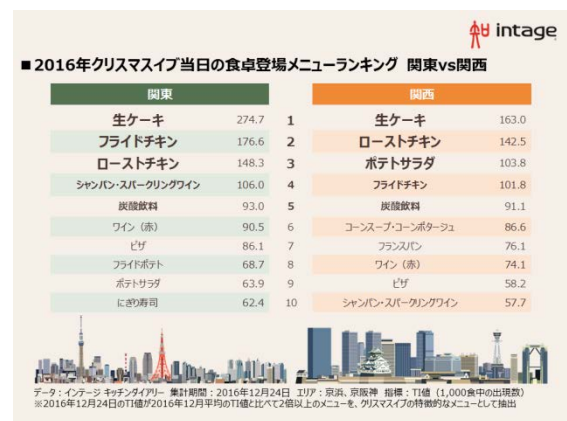 intage
■2016年クリスマスイブ当日の食卓登場メニューランキング 関東vs関西
関東 関西
生ケーキ 274.7 1 生ケーキ 163.0
フライドチキン 176.6 2 ローストチキン 142.5
ローストチキン 148.3 3 ポテトサラダ 103.8
シャンパン・スパークリングワイン 106.0 4 フライドチキン 101.8
炭酸飲料 93.0 5 炭酸飲料 91.1
ワイン（赤） 90.5 6 コーンスープ・コーンポタージュ 86.6
ピザ 86.1 7 フランスパン 76.1
フライドポテト 68.7 8 ワイン（赤） 74.1
ポテトサラダ 63.9 9 ピザ 58.2
にぎり寿司 62.4 10 シャンパン・スパークリングワイン 57.7
データ：インテージ キッチンダイアリー 集計期間：2016年12月24日 エリア：京浜、京阪神 指標：TI値（1,000食中の出現数）
※2016年12月24日のTI値が2016年12月平均のTI値と比べて2倍以上のメニューを、クリスマスイブの特徴的なメニューとして抽出